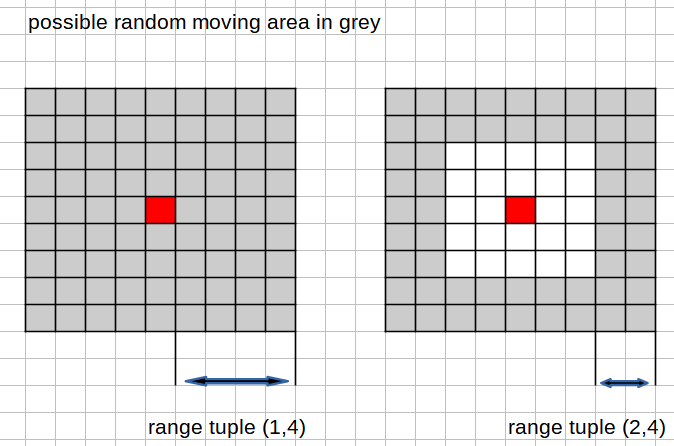 possible random moving area in grey
range tuple (1,4)
range tuple (2,4)